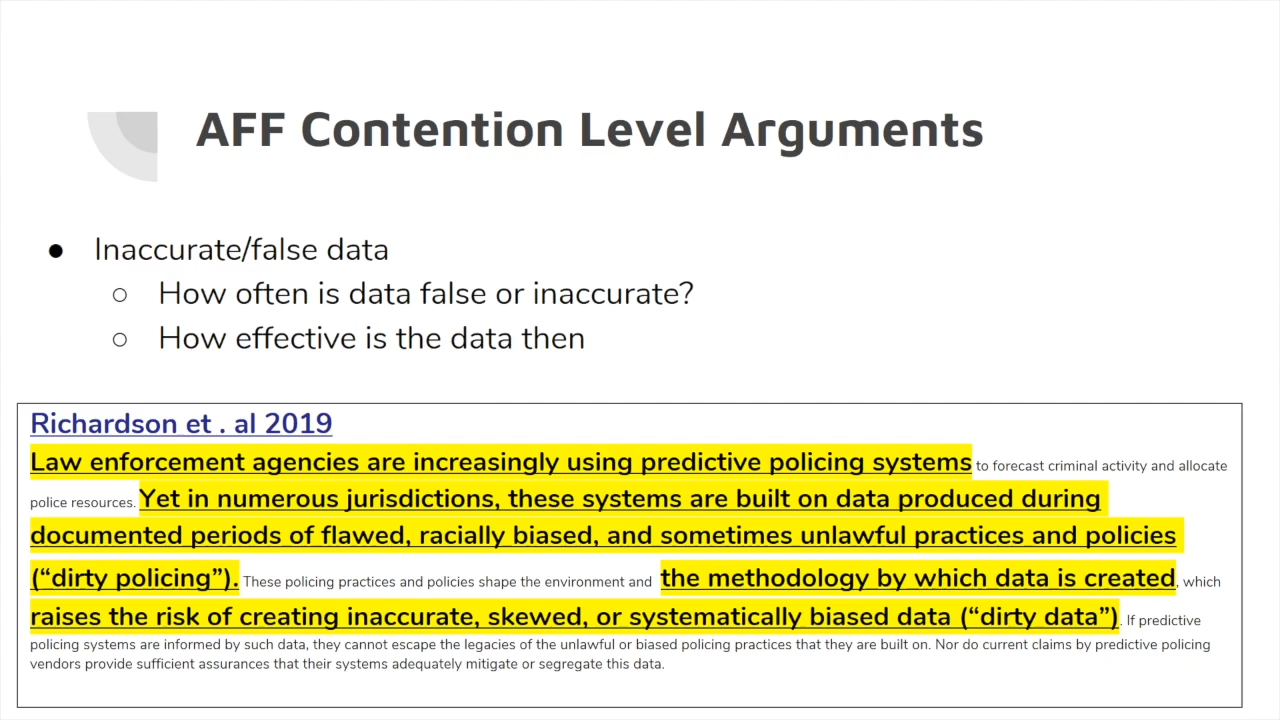 AFF Contention Level Arguments
● Inaccurate/false data
○ How often is data false or inaccurate?
○ How effective is the data then
Richardson et . al 2019
Law enforcement agencies are increasingly using predictive policing systems to forecast criminal activity and allocate
police resources. Yet in numerous jurisdictions, these systems are built on data produced during
documented periods of flawed, racially biased, and sometimes unlawful practices and policies
(“dirty policing”). These policing practices and policies shape the environment and the methodology by which data is created, which
raises the risk of creating inaccurate, skewed, or systematically biased data (“dirty data”). If predictive
policing systems are informed by such data, they cannot escape the legacies of the unlawful or biased policing practices that they are built on. Nor do current claims by predictive policing
vendors provide sufficient assurances that their systems adequately mitigate or segregate this data.